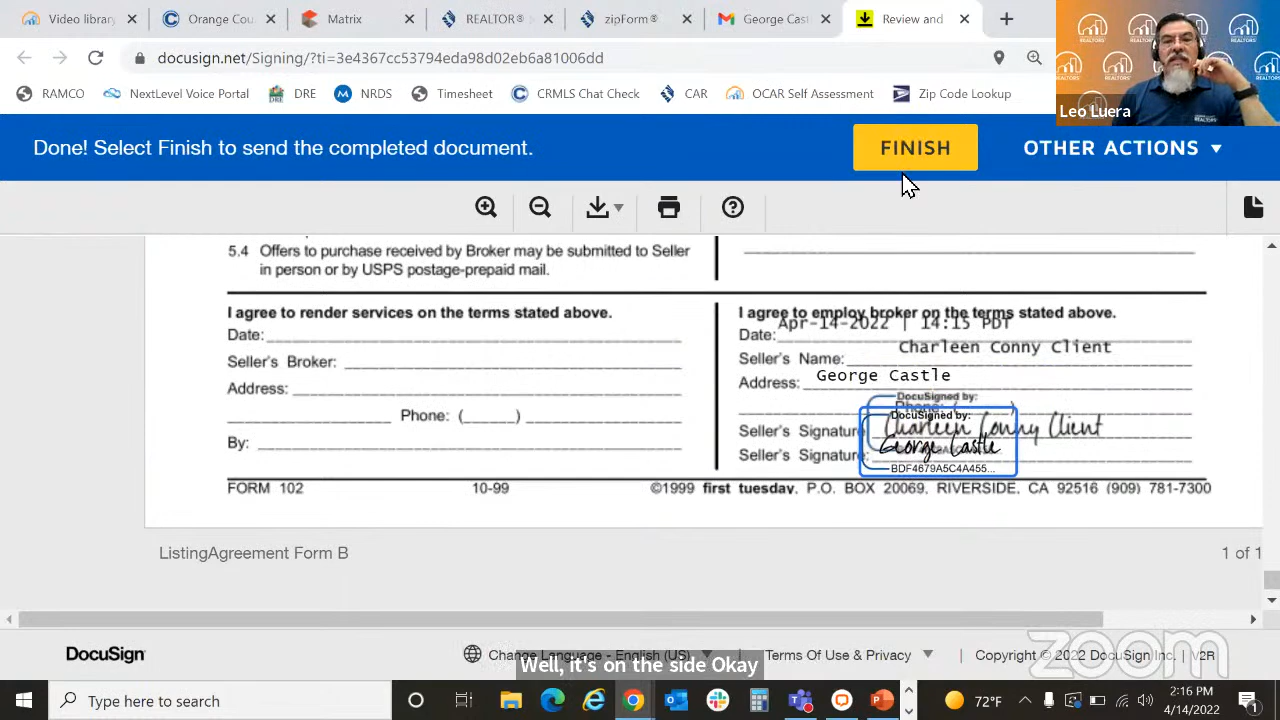 Video library
Orange Cou
Matrix
REALTOR®
zipForm®
George Cast
Review and
docusign.net/Signing/?ti=3e4367cc53794eda98d02eb6a81006dd
RAMCO
NextLevel Voice Portal
DRE
NRDS
Timesheet
CRMLS Chat Check
CAR
OCAR Self Assessment
Zip Code Lookup
REALTORS
Leo Luera
Done! Select Finish to send the completed document.
FINISH
OTHER ACTIONS
5.4 Offers to purchase received by Broker may be submitted to Seller
in person or by USPS postage-prepaid mail.
I agree to render services on the terms stated above.
Date:
Seller's Broker:
Address:
Phone: ( )
By:
I agree to employ broker on the terms stated above.
Date: Apr-14-2022 | 14:15 PDT
Charleen Conny Client
Seller's Name:
George Castle
Address:
DocuSigned by:
Phone: ( )
DocuSigned by:
Seller's Signature: Charleen Conny Client
George Castle
Seller's Signature:
BDF4679A5C4A455...
FORM 102 10-99 ©1999 first tuesday, P.O. BOX 20069, RIVERSIDE, CA 92516 (909) 781-7300
ListingAgreement Form B
1 of 1
DocuSign
Change Language - English (US)
Terms Of Use & Privacy
Copyright © 2022 DocuSign Inc. | V2R
zoom
Well, it's on the side Okay
Type here to search
72°F
2:16 PM
4/14/2022
1